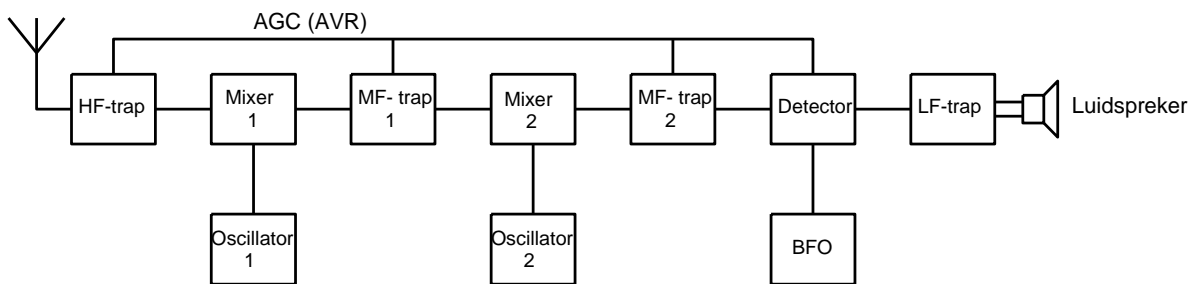 AGC (AVR)
HF-trap
Mixer
1
MF- trap
1
Mixer
2
MF- trap
2
Detector
LF-trap
Luidspreker
Oscillator
1
Oscillator
2
BFO